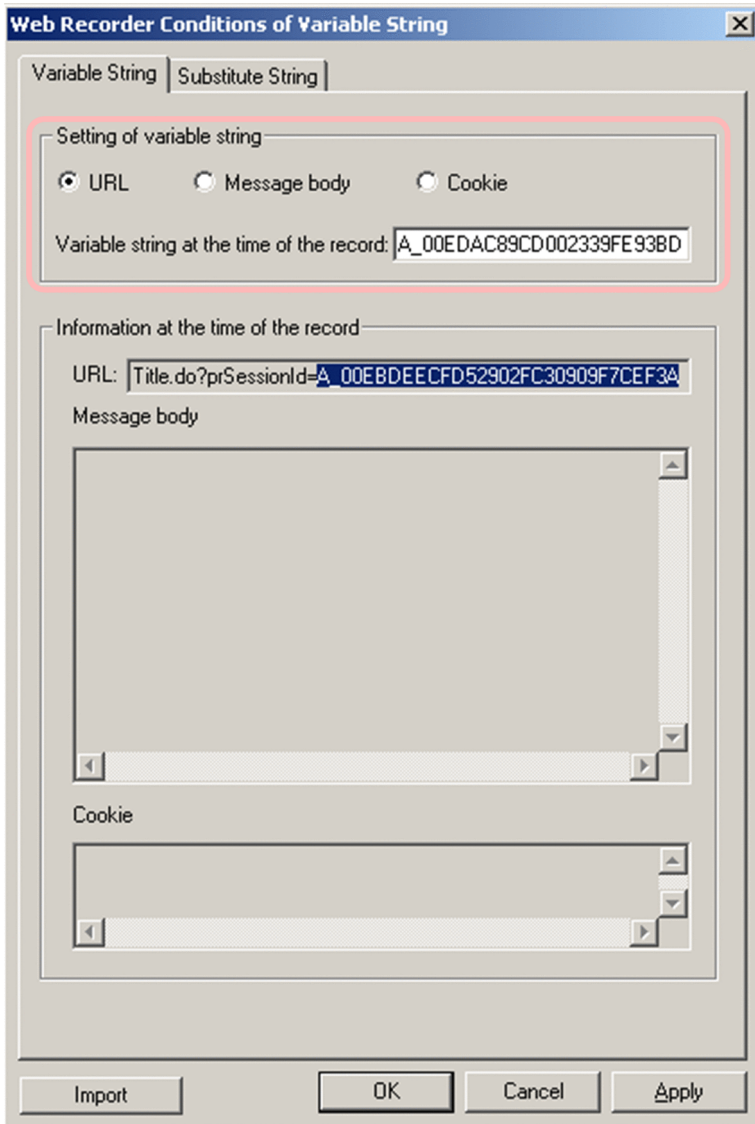 Web Recorder Conditions of Variable String
Variable String Substitute String
Setting of variable string
URL Message body Cookie
Variable string at the time of the record: A_00EDAC89CD002339FE93BD
Information at the time of the record
URL: Title.do?prSessionId=A_00EBDEECFD52902FC30909F7CEF3A
Message body
Cookie
Import OK Cancel Apply